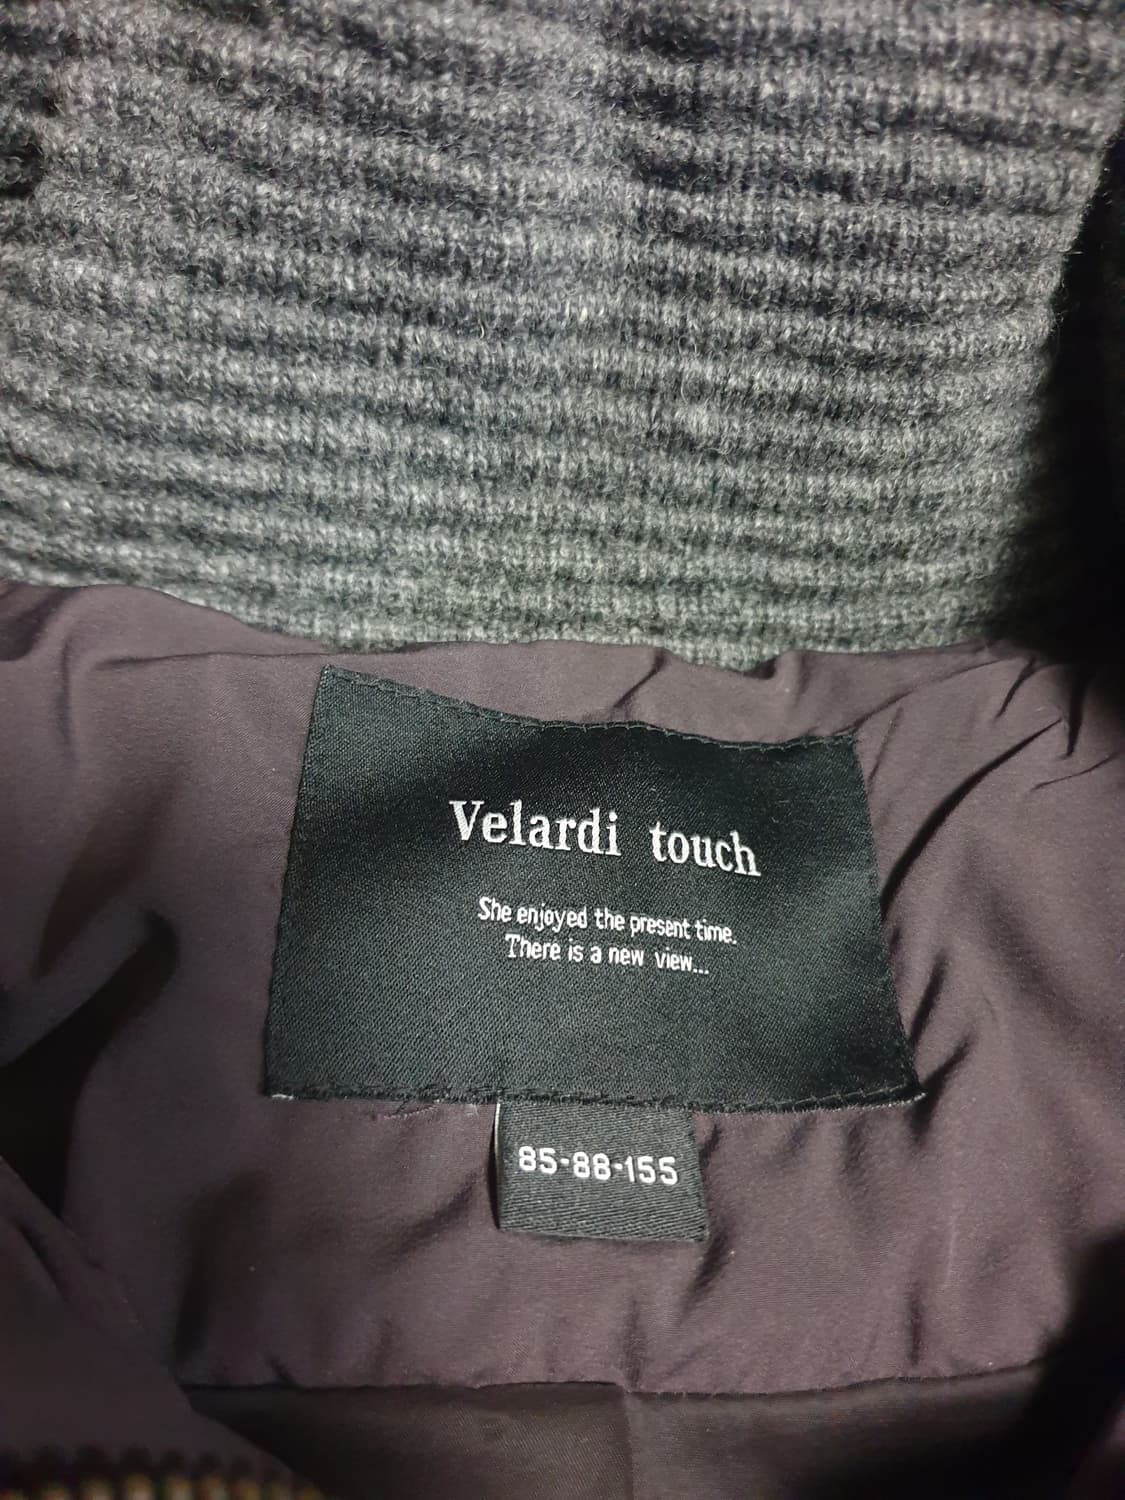 Velardi touch
She enjoyed the present time.
There is a new view...
85-88-155